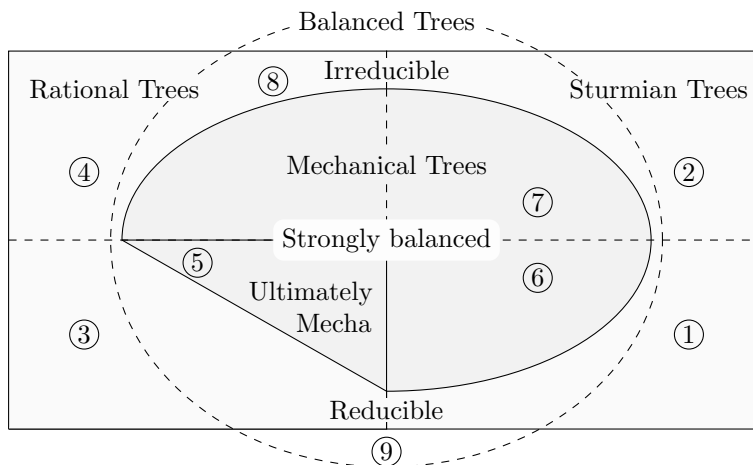 Balanced Trees
Irreducible
⑧
Rational Trees
Sturmian Trees
Mechanical Trees
④
②
⑦
Strongly balanced
⑤
⑥
Ultimately
Mecha
③
①
Reducible
⑨